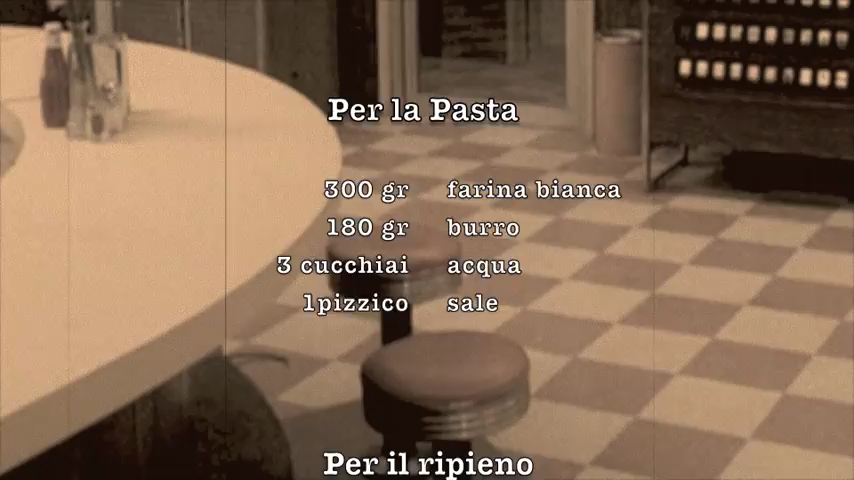 Per la Pasta
300 gr farina bianca
180 gr burro
3 cucchiai acqua
1pizzico sale
Per il ripieno